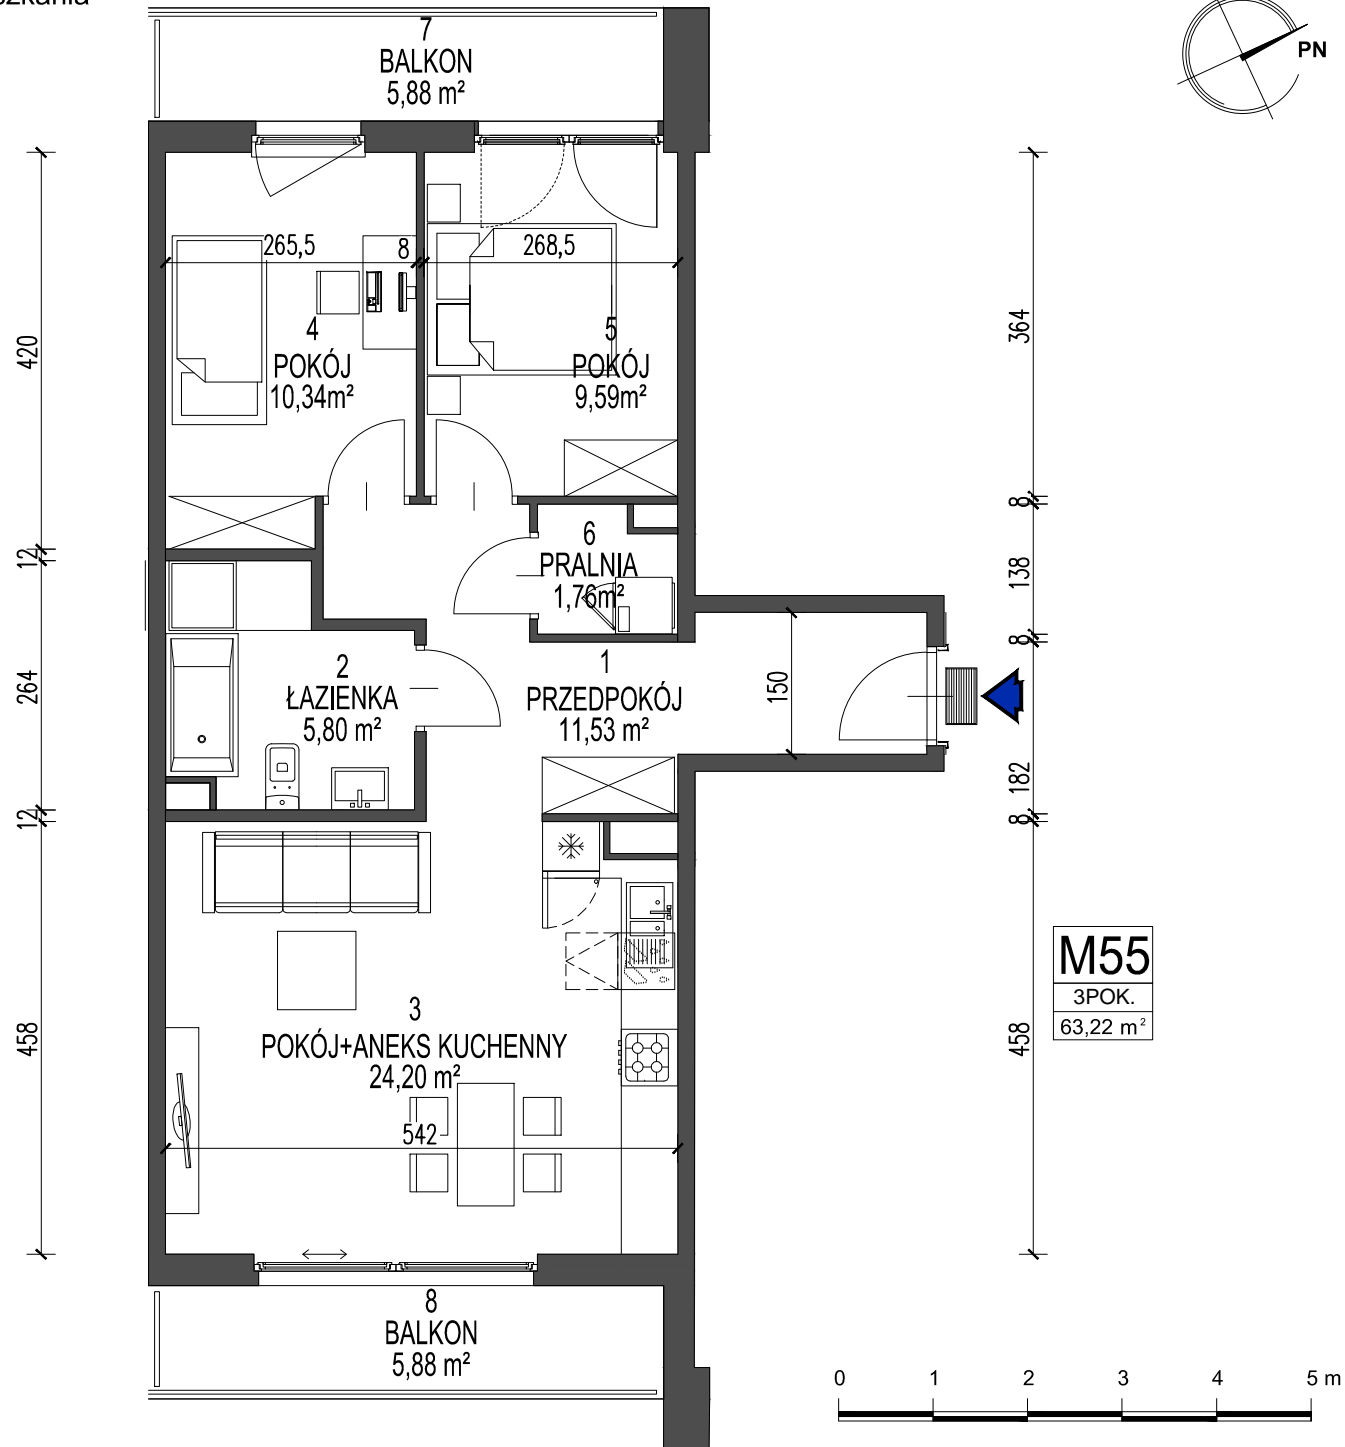 7
BALKON
5,88 m²
PN
265,5
8
268,5
4
POKÓJ
10,34m²
5
POKÓJ
9,59m²
420
364
8
6
PRALNIA
1,76m²
12
138
8
1
PRZEDPOKÓJ
11,53 m²
150
2
ŁAZIENKA
5,80 m²
264
182
12
8
M55
3POK.
63,22 m²
3
POKÓJ+ANEKS KUCHENNY
24,20 m²
458
458
542
8
BALKON
5,88 m²
0 1 2 3 4 5 m